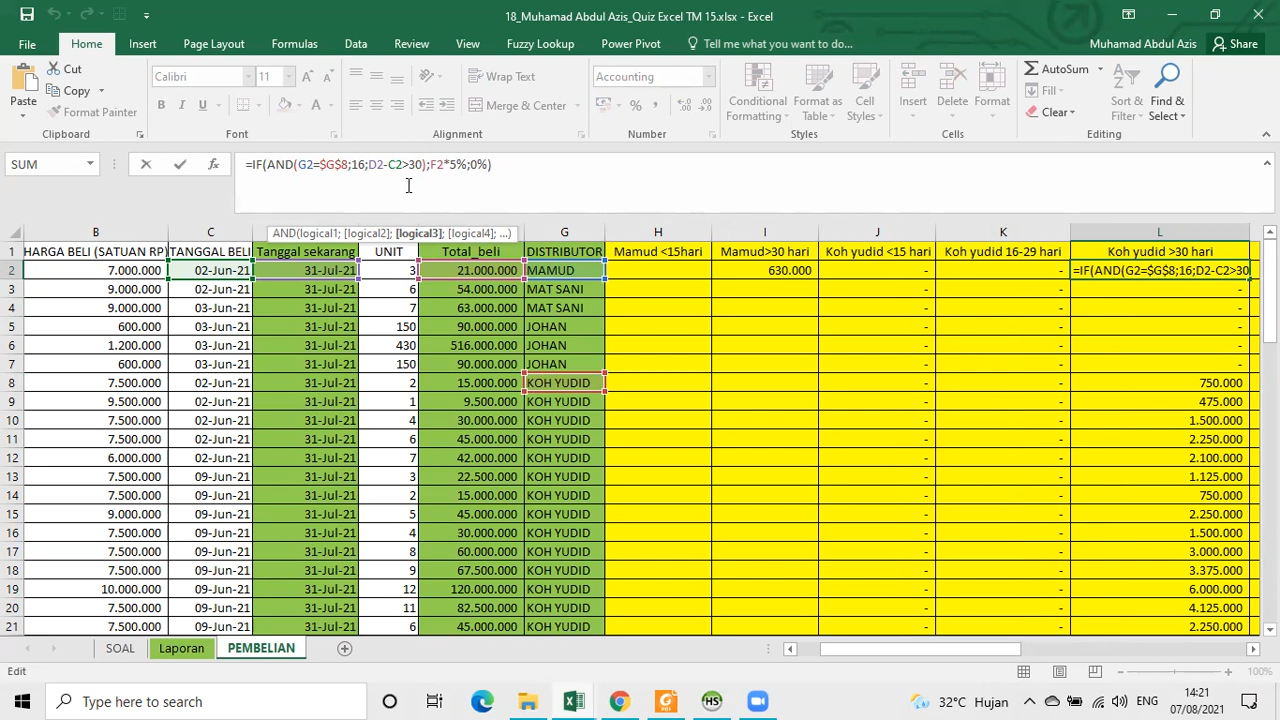 18_Muhamad Abdul Azis_Quiz Excel TM 15.xlsx - Excel
File Home Insert Page Layout Formulas Data Review View Fuzzy Lookup Power Pivot Tell me what you want to do... Muhamad Abdul Azis Share
Cut
Copy
Format Painter
Paste
Calibri 11
B I U
Wrap Text
Merge & Center
Accounting
Conditional Formatting
Format as Table
Cell Styles
Insert Delete Format
AutoSum
Fill
Clear
Sort & Filter
Find & Select
Clipboard Font Alignment Number Styles Cells Editing
SUM =IF(AND(G2=$G$8;16;D2-C2>30);F2*5%;0%)
AND(logical1; [logical2]; [logical3]; [logical4]; ...)
B C D E F G H I J K L
1 HARGA BELI (SATUAN RP) TANGGAL BELI Tanggal sekarang UNIT Total_beli DISTRIBUTOR Mamud <15hari Mamud>30 hari Koh yudid <15 hari Koh yudid 16-29 hari Koh yudid >30 hari
2 7.000.000 02-Jun-21 31-Jul-21 3 21.000.000 MAMUD 630.000 - - =IF(AND(G2=$G$8;16;D2-C2>30
3 9.000.000 02-Jun-21 31-Jul-21 6 54.000.000 MAT SANI - - -
4 9.000.000 02-Jun-21 31-Jul-21 7 63.000.000 MAT SANI - - -
5 600.000 03-Jun-21 31-Jul-21 150 90.000.000 JOHAN - - -
6 1.200.000 03-Jun-21 31-Jul-21 430 516.000.000 JOHAN - - -
7 600.000 03-Jun-21 31-Jul-21 150 90.000.000 JOHAN - - -
8 7.500.000 02-Jun-21 31-Jul-21 2 15.000.000 KOH YUDID - - 750.000
9 9.500.000 02-Jun-21 31-Jul-21 1 9.500.000 KOH YUDID - - 475.000
10 7.500.000 02-Jun-21 31-Jul-21 4 30.000.000 KOH YUDID - - 1.500.000
11 7.500.000 02-Jun-21 31-Jul-21 6 45.000.000 KOH YUDID - - 2.250.000
12 6.000.000 02-Jun-21 31-Jul-21 7 42.000.000 KOH YUDID - - 2.100.000
13 7.500.000 09-Jun-21 31-Jul-21 3 22.500.000 KOH YUDID - - 1.125.000
14 7.500.000 09-Jun-21 31-Jul-21 2 15.000.000 KOH YUDID - - 750.000
15 9.000.000 09-Jun-21 31-Jul-21 5 45.000.000 KOH YUDID - - 2.250.000
16 7.500.000 09-Jun-21 31-Jul-21 4 30.000.000 KOH YUDID - - 1.500.000
17 7.500.000 09-Jun-21 31-Jul-21 8 60.000.000 KOH YUDID - - 3.000.000
18 7.500.000 09-Jun-21 31-Jul-21 9 67.500.000 KOH YUDID - - 3.375.000
19 10.000.000 09-Jun-21 31-Jul-21 12 120.000.000 KOH YUDID - - 6.000.000
20 7.500.000 09-Jun-21 31-Jul-21 11 82.500.000 KOH YUDID - - 4.125.000
21 7.500.000 09-Jun-21 31-Jul-21 6 45.000.000 KOH YUDID - - 2.250.000
SOAL Laporan PEMBELIAN
Edit 100%
Type here to search 32°C Hujan ENG 14:21
07/08/2021